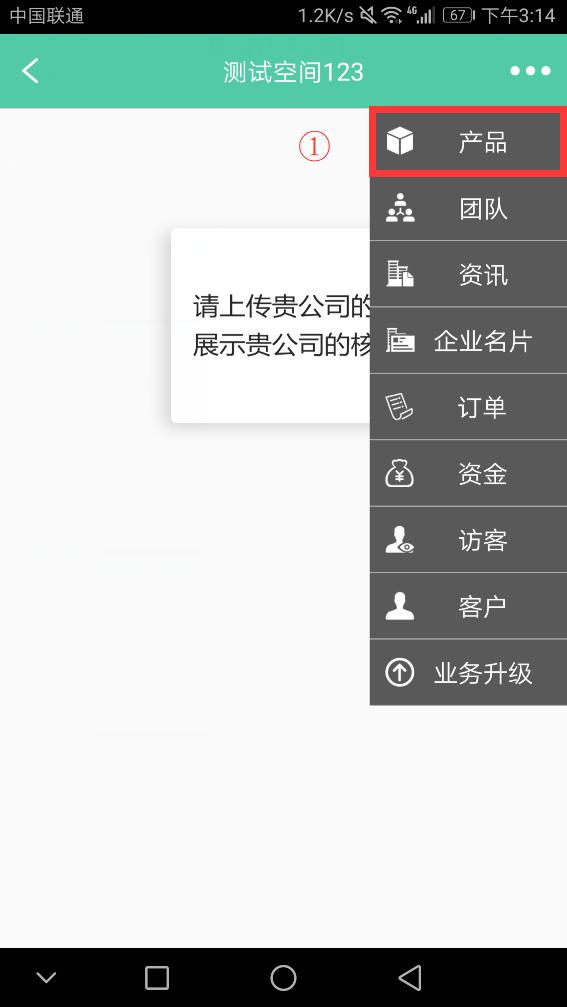 中国联通 1.2K/s 4G 67 下午3:14
测试空间123
①
产品
团队
资讯
请上传贵公司的
展示贵公司的核
企业名片
订单
资金
访客
客户
业务升级